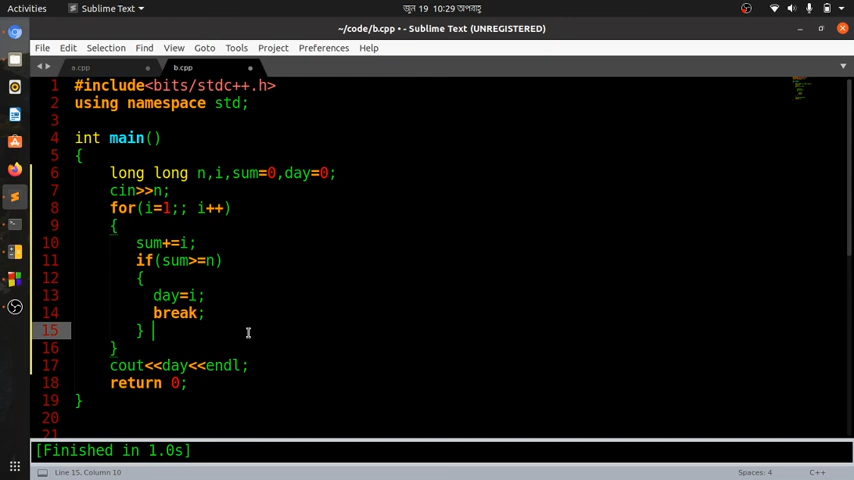 Activities Sublime Text জুন 19 10:29 অপরাহ্ণ
~/code/b.cpp • - Sublime Text (UNREGISTERED)
File Edit Selection Find View Goto Tools Project Preferences Help
a.cpp b.cpp
1 #include<bits/stdc++.h>
2 using namespace std;
3
4 int main()
5 {
6 long long n,i,sum=0,day=0;
7 cin>>n;
8 for(i=1;; i++)
9 {
10 sum+=i;
11 if(sum>=n)
12 {
13 day=i;
14 break;
15 }
16 }
17 cout<<day<<endl;
18 return 0;
19 }
20
21
[Finished in 1.0s]
Line 15, Column 10 Spaces: 4 C++